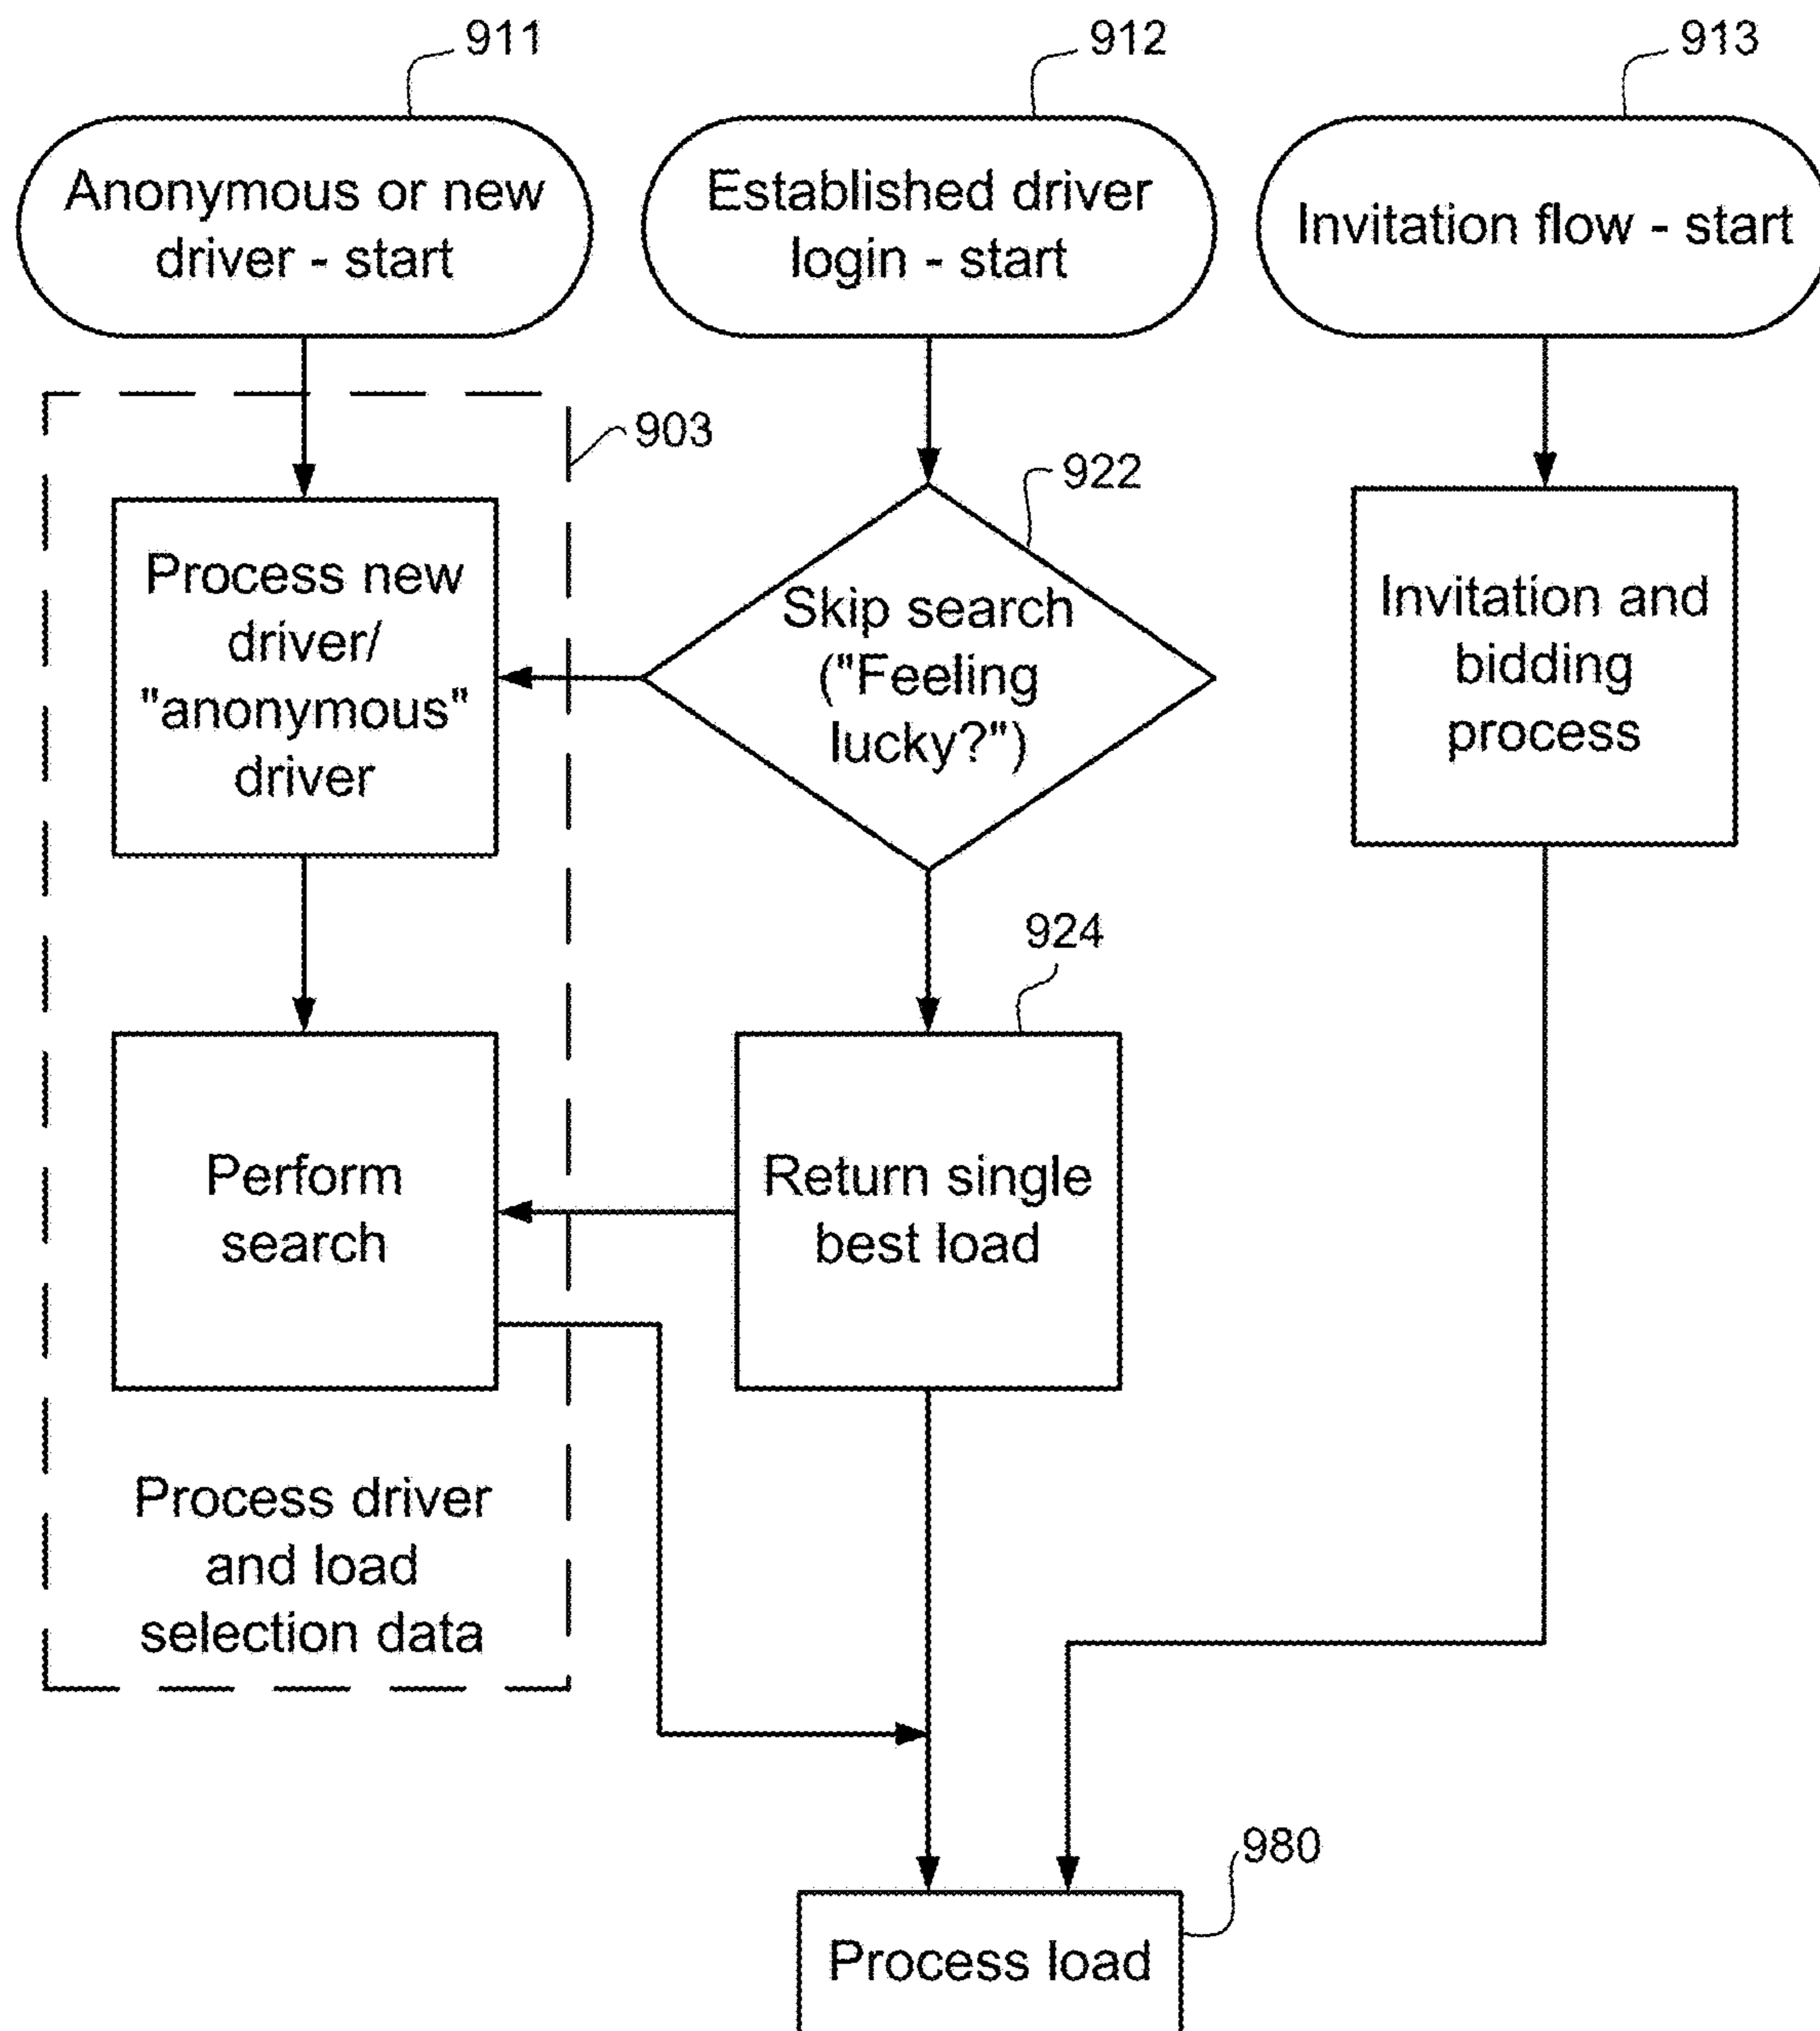 911
912
913
Anonymous or new
driver - start
Established driver
login - start
Invitation flow - start
903
922
Process new
driver/
"anonymous"
driver
Skip search
("Feeling
lucky?")
Invitation and
bidding
process
924
Perform
search
Return single
best load
Process driver
and load
selection data
980
Process load